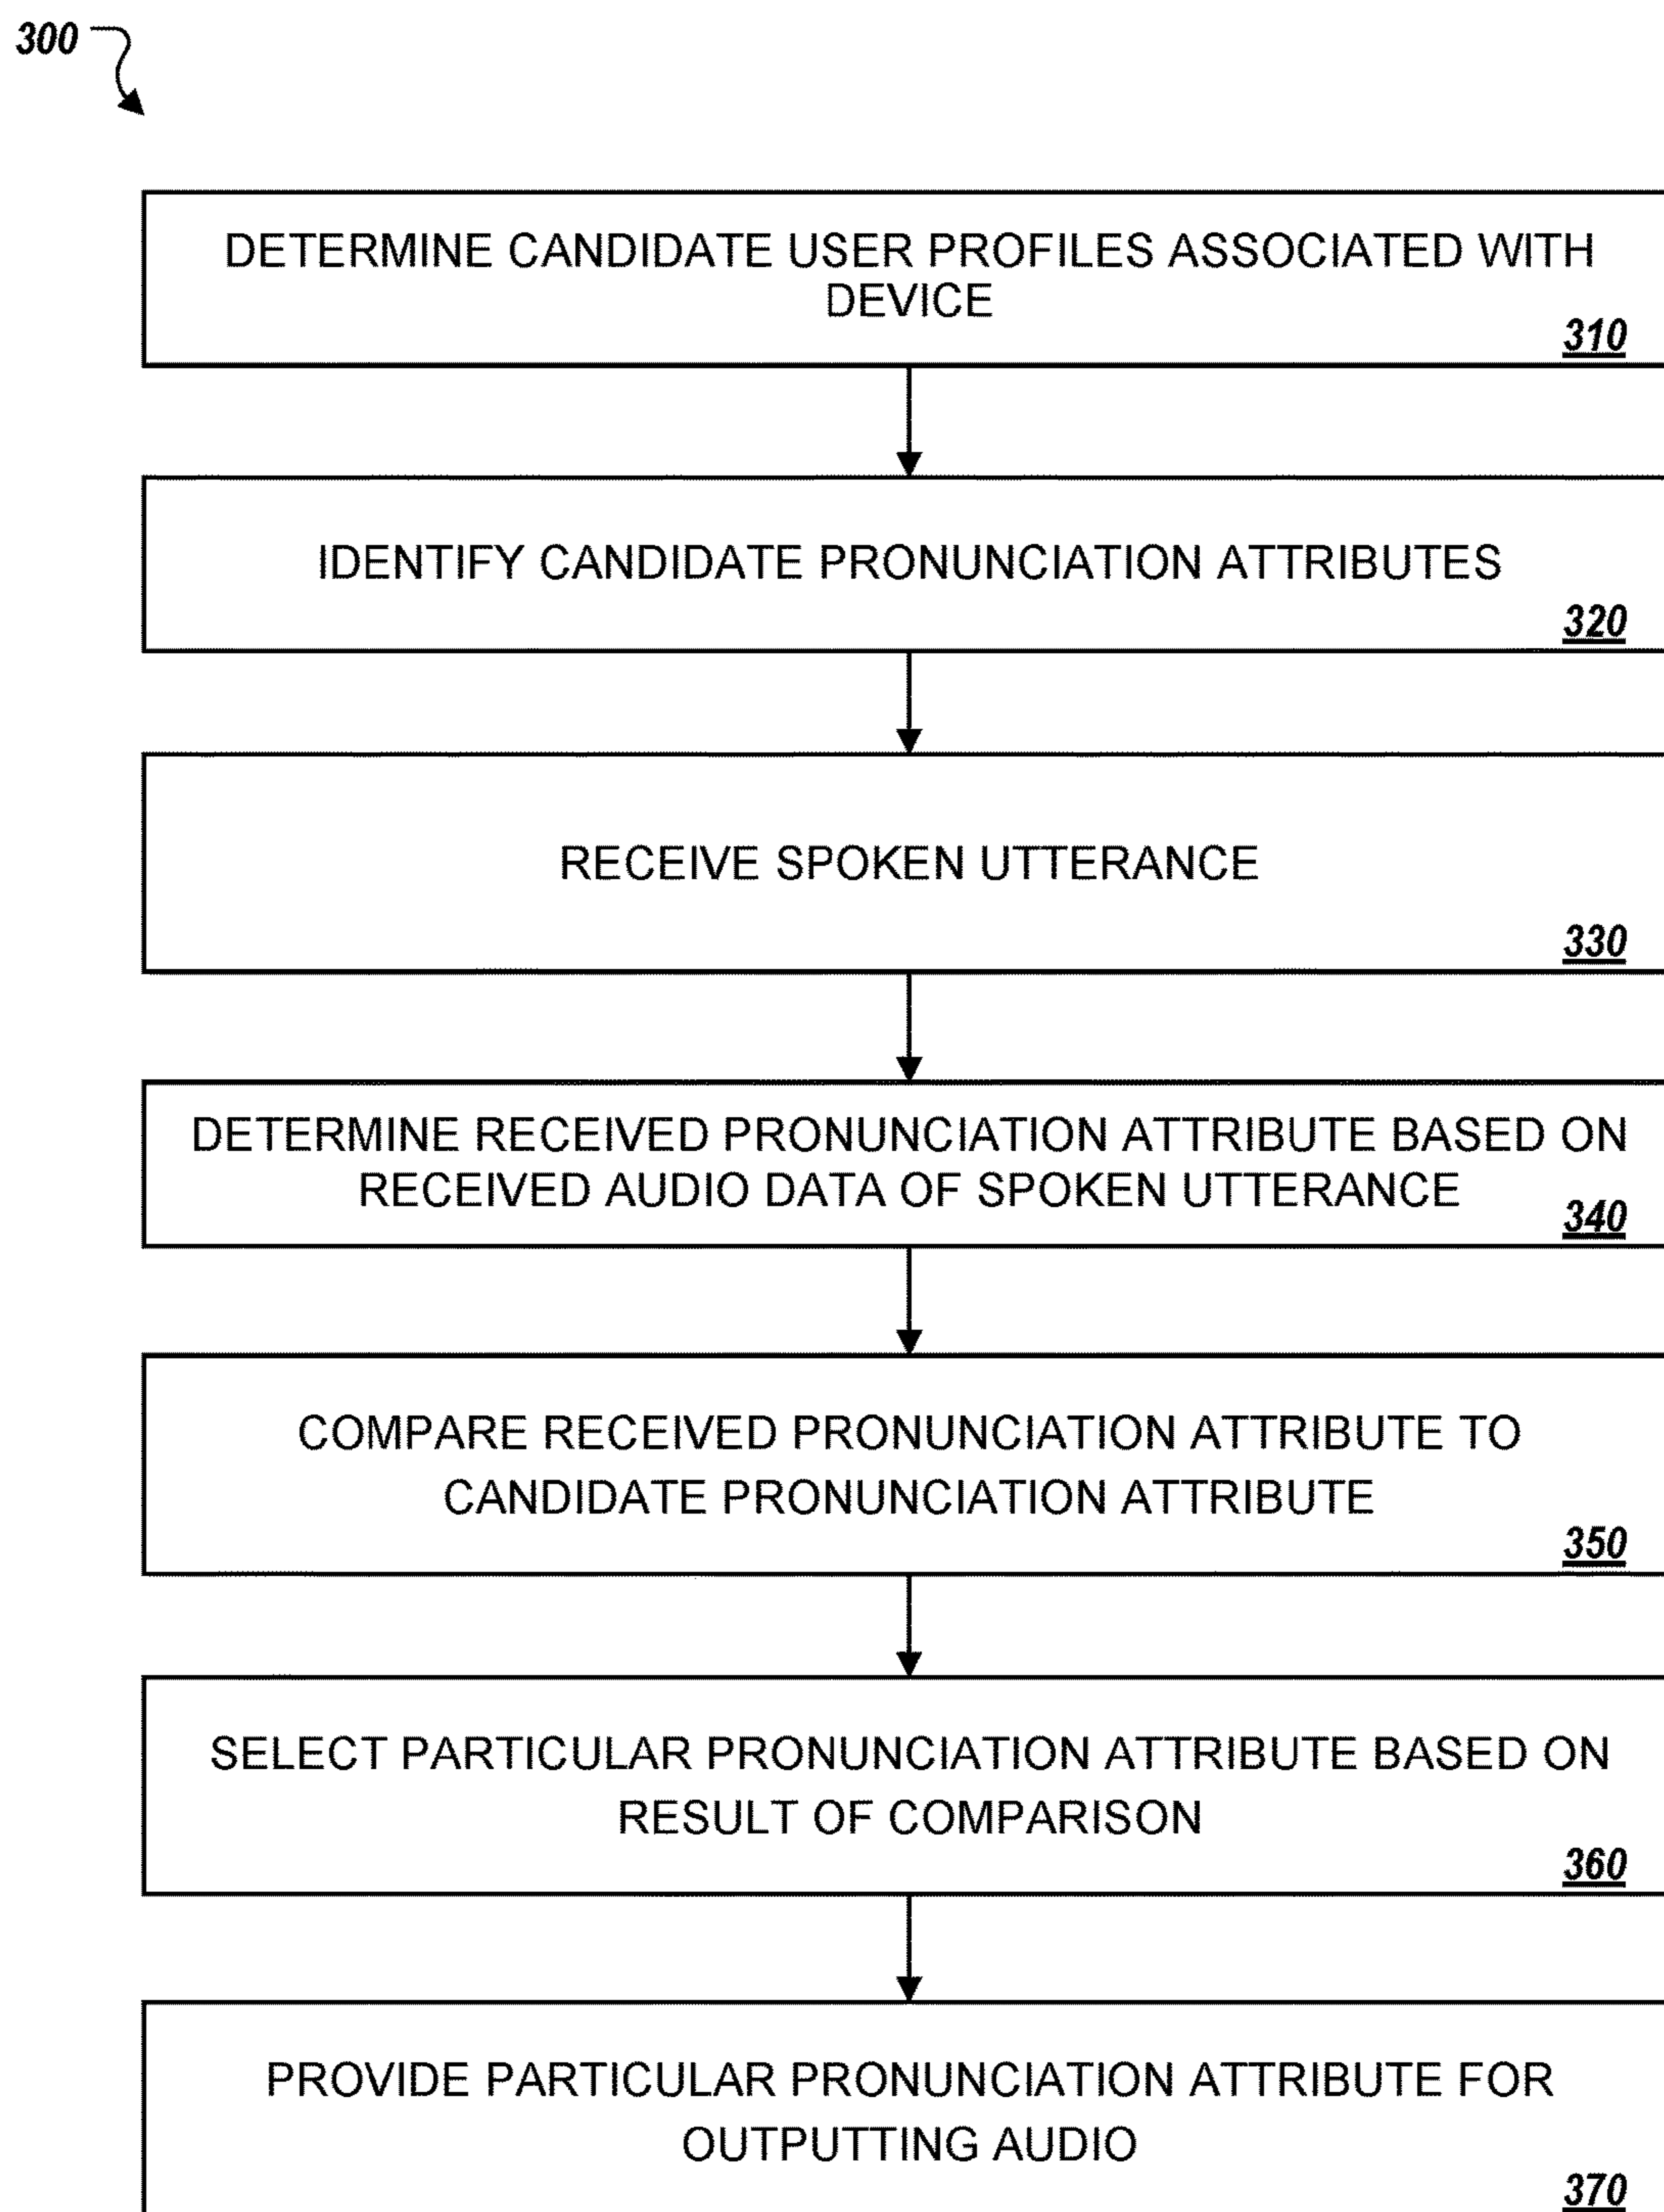 300
DETERMINE CANDIDATE USER PROFILES ASSOCIATED WITH
DEVICE
310
IDENTIFY CANDIDATE PRONUNCIATION ATTRIBUTES
320
RECEIVE SPOKEN UTTERANCE
330
DETERMINE RECEIVED PRONUNCIATION ATTRIBUTE BASED ON
RECEIVED AUDIO DATA OF SPOKEN UTTERANCE
340
COMPARE RECEIVED PRONUNCIATION ATTRIBUTE TO
CANDIDATE PRONUNCIATION ATTRIBUTE
350
SELECT PARTICULAR PRONUNCIATION ATTRIBUTE BASED ON
RESULT OF COMPARISON
360
PROVIDE PARTICULAR PRONUNCIATION ATTRIBUTE FOR
OUTPUTTING AUDIO
370